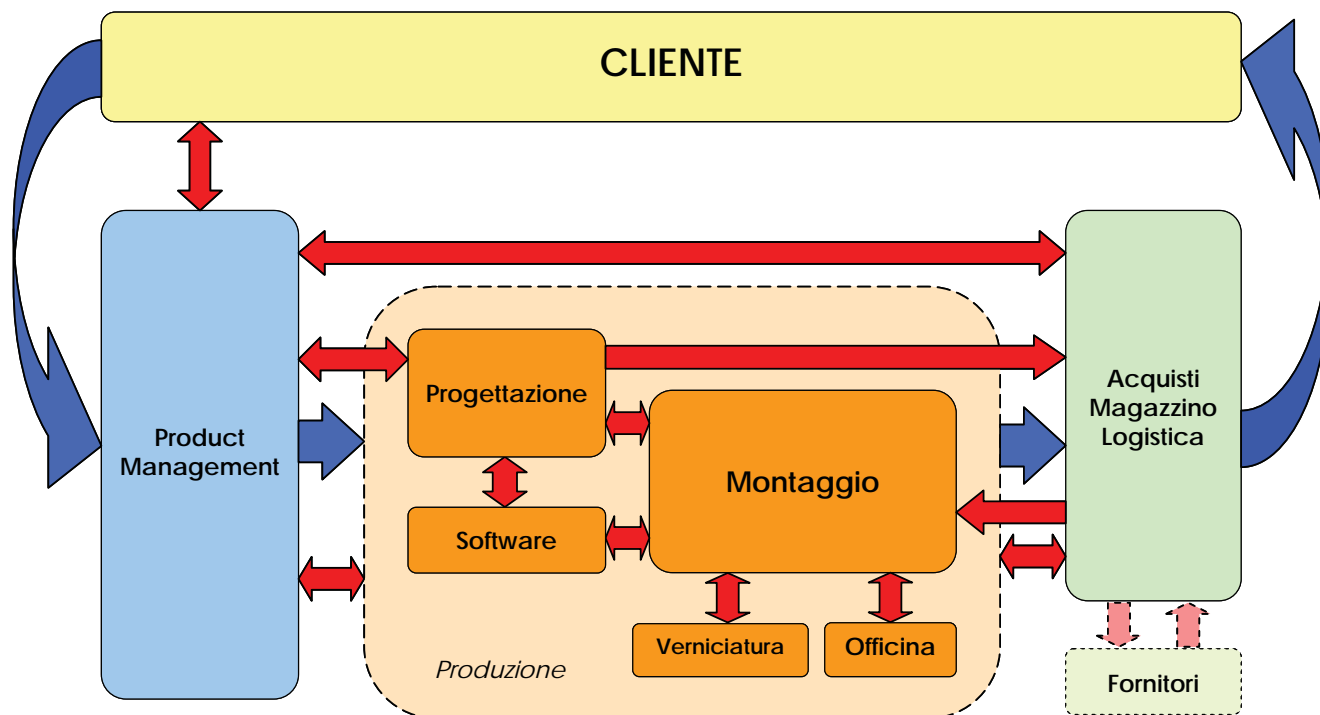 CLIENTE
Product
Management
Progettazione
Software
Montaggio
Verniciatura
Officina
Produzione
Acquisti
Magazzino
Logistica
Fornitori